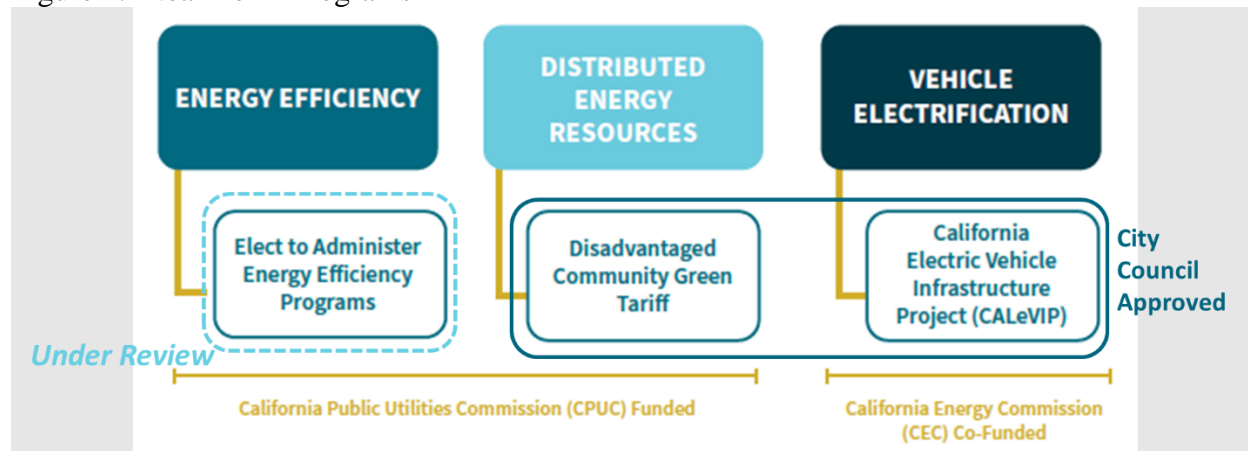 ENERGY EFFICIENCY
DISTRIBUTED
ENERGY
RESOURCES
VEHICLE
ELECTRIFICATION
Elect to Administer
Energy Efficiency
Programs
Disadvantaged
Community Green
Tariff
California
Electric Vehicle
Infrastructure
Project (CALeVIP)
City
Council
Approved
Under Review
California Public Utilities Commission (CPUC) Funded
California Energy Commission
(CEC) Co-Funded